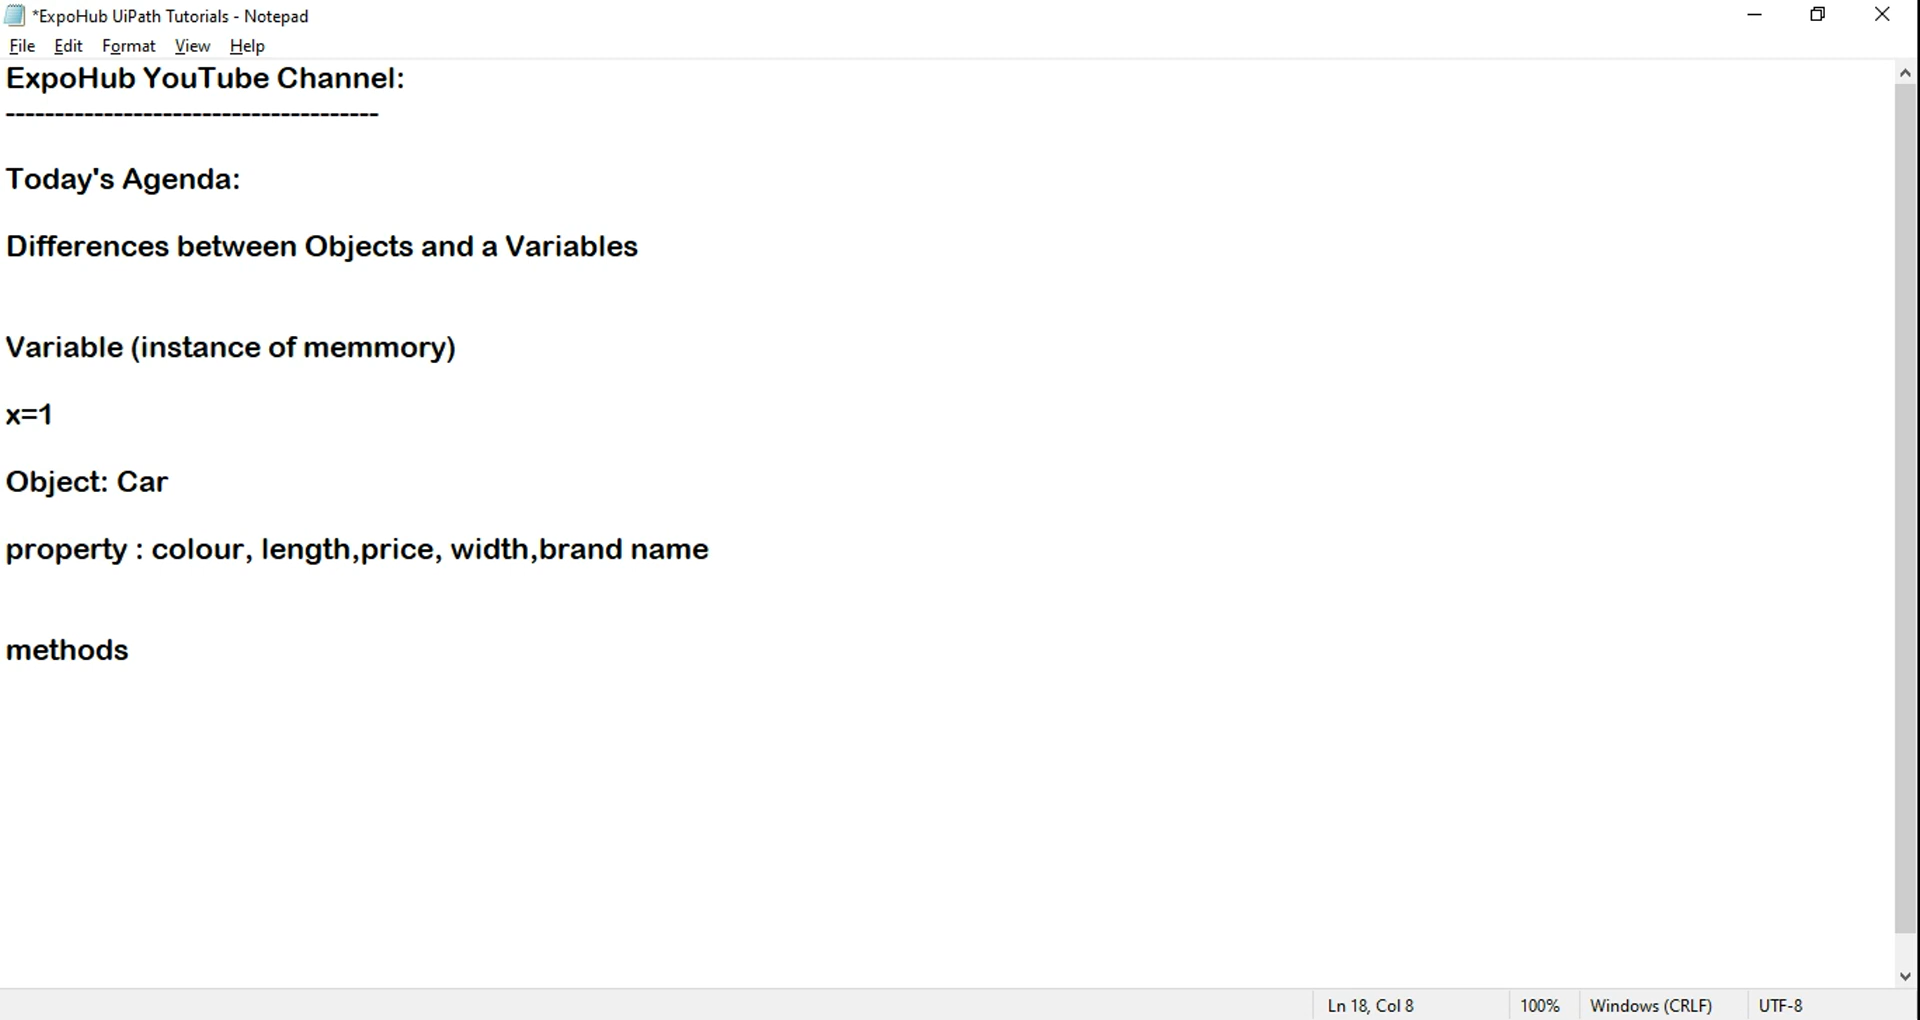 *ExpoHub UiPath Tutorials - Notepad
File Edit Format View Help
ExpoHub YouTube Channel:
--------------------------------------
Today's Agenda:
Differences between Objects and a Variables
Variable (instance of memmory)
x=1
Object: Car
property : colour, length,price, width,brand name
methods
Ln 18, Col 8 100% Windows (CRLF) UTF-8